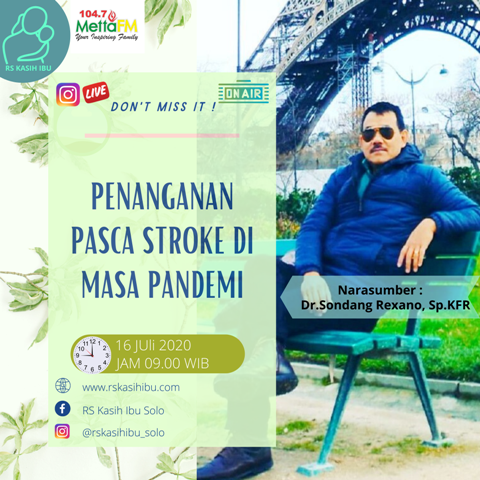 RS KASIH IBU
104.7
MettaFM
Your Inspiring Family
LIVE
ON AIR
DON'T MISS IT !
PENANGANAN
PASCA STROKE DI
MASA PANDEMI
Narasumber :
Dr.Sondang Rexano, Sp.KFR
16 JUli 2020
JAM 09.00 WIB
www.rskasihibu.com
RS Kasih Ibu Solo
@rskasihibu_solo